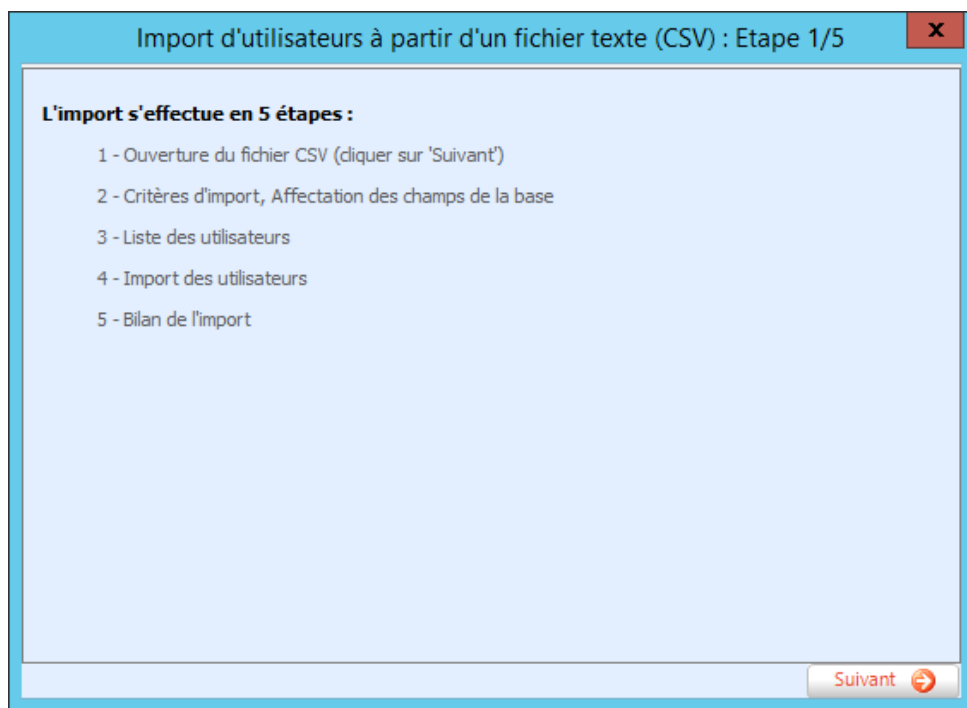 Import d'utilisateurs à partir d'un fichier texte (CSV) : Etape 1/5
x
L'import s'effectue en 5 étapes :
1 - Ouverture du fichier CSV (cliquer sur 'Suivant')
2 - Critères d'import, Affectation des champs de la base
3 - Liste des utilisateurs
4 - Import des utilisateurs
5 - Bilan de l'import
Suivant